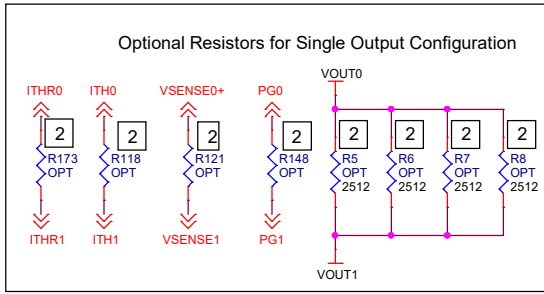 Optional Resistors for Single Output Configuration
ITHR0 ITH0 VSENSE0+ PG0 VOUT0
2 2 2 2 2 2 2 2
R173 R118 R121 R148 R5 R6 R7 R8
OPT OPT OPT OPT OPT OPT OPT OPT
2512 2512 2512 2512
ITHR1 ITH1 VSENSE1 PG1
VOUT1